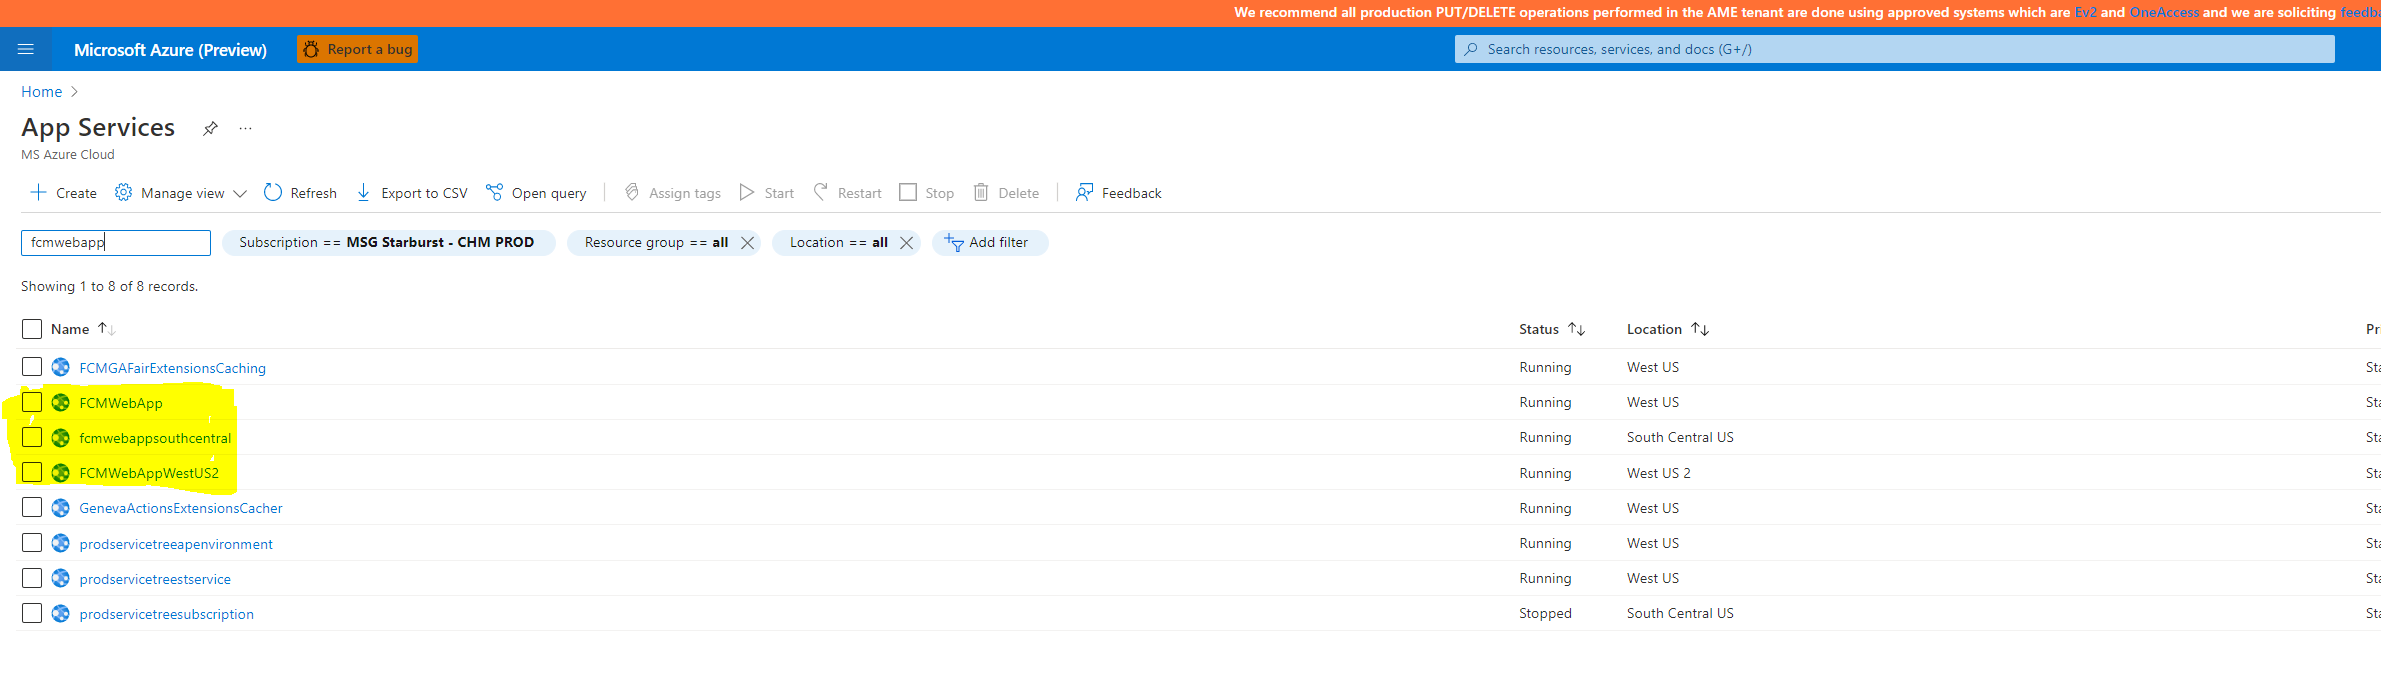 We recommend all production PUT/DELETE operations performed in the AME tenant are done using approved systems which are Ev2 and OneAccess and we are soliciting feedba
Microsoft Azure (Preview) Report a bug Search resources, services, and docs (G+/)
Home
App Services ...
MS Azure Cloud
Create Manage view Refresh Export to CSV Open query Assign tags Start Restart Stop Delete Feedback
fcmwebapp Subscription == MSG Starburst - CHM PROD Resource group == all Location == all Add filter
Showing 1 to 8 of 8 records.
Name Status Location Pr
FCMGAFairExtensionsCaching Running West US Sta
FCMWebApp Running West US Sta
fcmwebappsouthcentral Running South Central US Sta
FCMWebAppWestUS2 Running West US 2 Sta
GenevaActionsExtensionsCacher Running West US Sta
prodservicetreeapenvironment Running West US Sta
prodservicetreestservice Running West US Sta
prodservicetreesubscription Stopped South Central US Sta